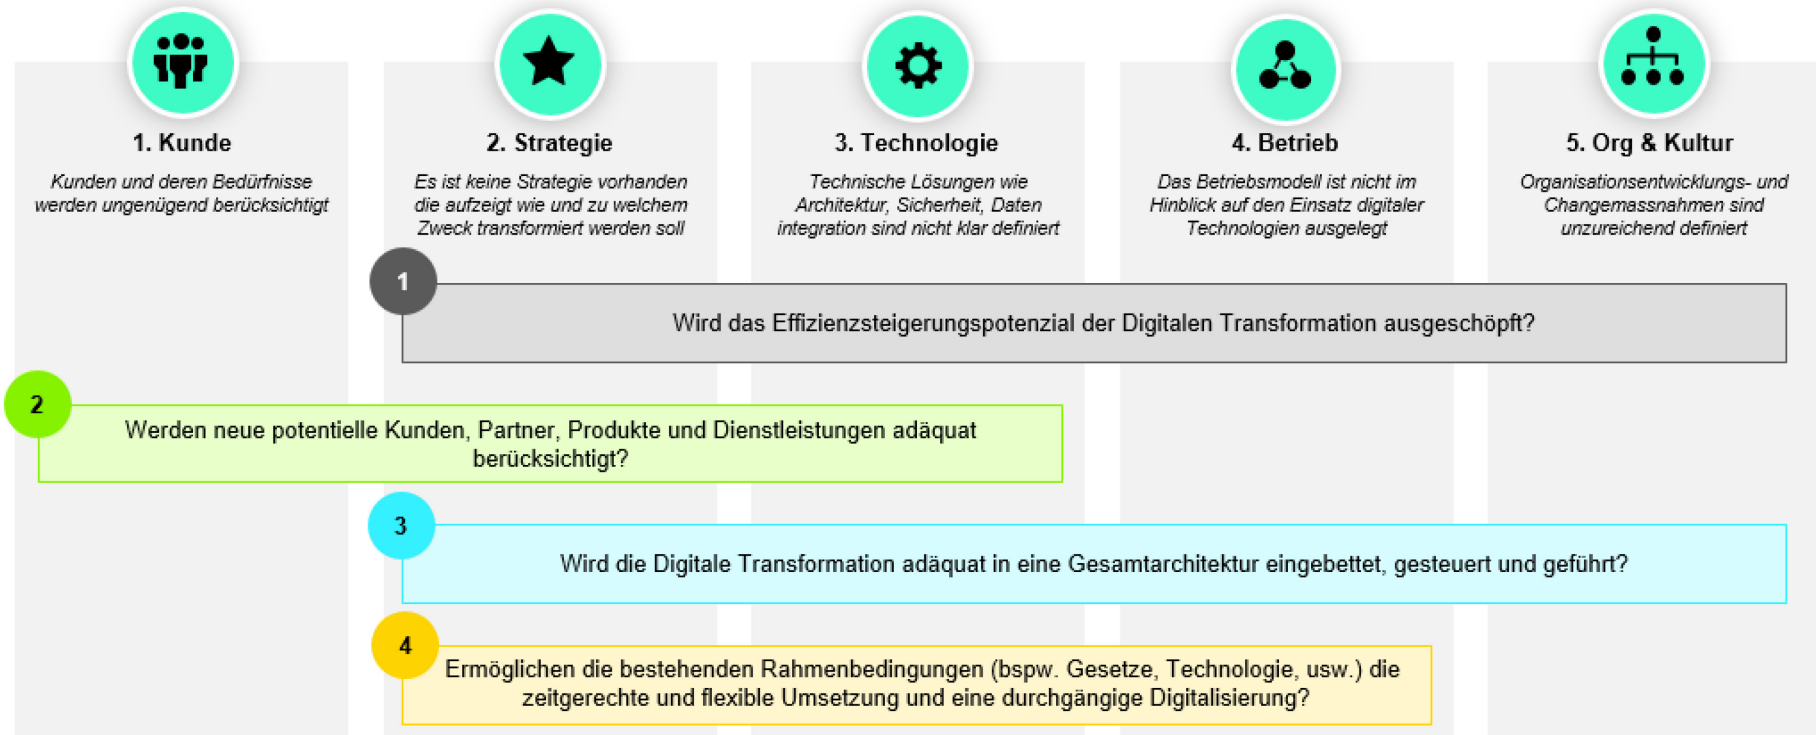 1. Kunde
Kunden und deren Bedürfnisse
werden ungenügend berücksichtigt
2. Strategie
Es ist keine Strategie vorhanden
die aufzeigt wie und zu welchem
Zweck transformiert werden soll
3. Technologie
Technische Lösungen wie
Architektur, Sicherheit, Daten
integration sind nicht klar definiert
4. Betrieb
Das Betriebsmodell ist nicht im
Hinblick auf den Einsatz digitaler
Technologien ausgelegt
5. Org & Kultur
Organisationsentwicklungs- und
Changemassnahmen sind
unzureichend definiert
1
Wird das Effizienzsteigerungspotenzial der Digitalen Transformation ausgeschöpft?
2
Werden neue potentielle Kunden, Partner, Produkte und Dienstleistungen adäquat
berücksichtigt?
3
Wird die Digitale Transformation adäquat in eine Gesamtarchitektur eingebettet, gesteuert und geführt?
4
Ermöglichen die bestehenden Rahmenbedingungen (bspw. Gesetze, Technologie, usw.) die
zeitgerechte und flexible Umsetzung und eine durchgängige Digitalisierung?